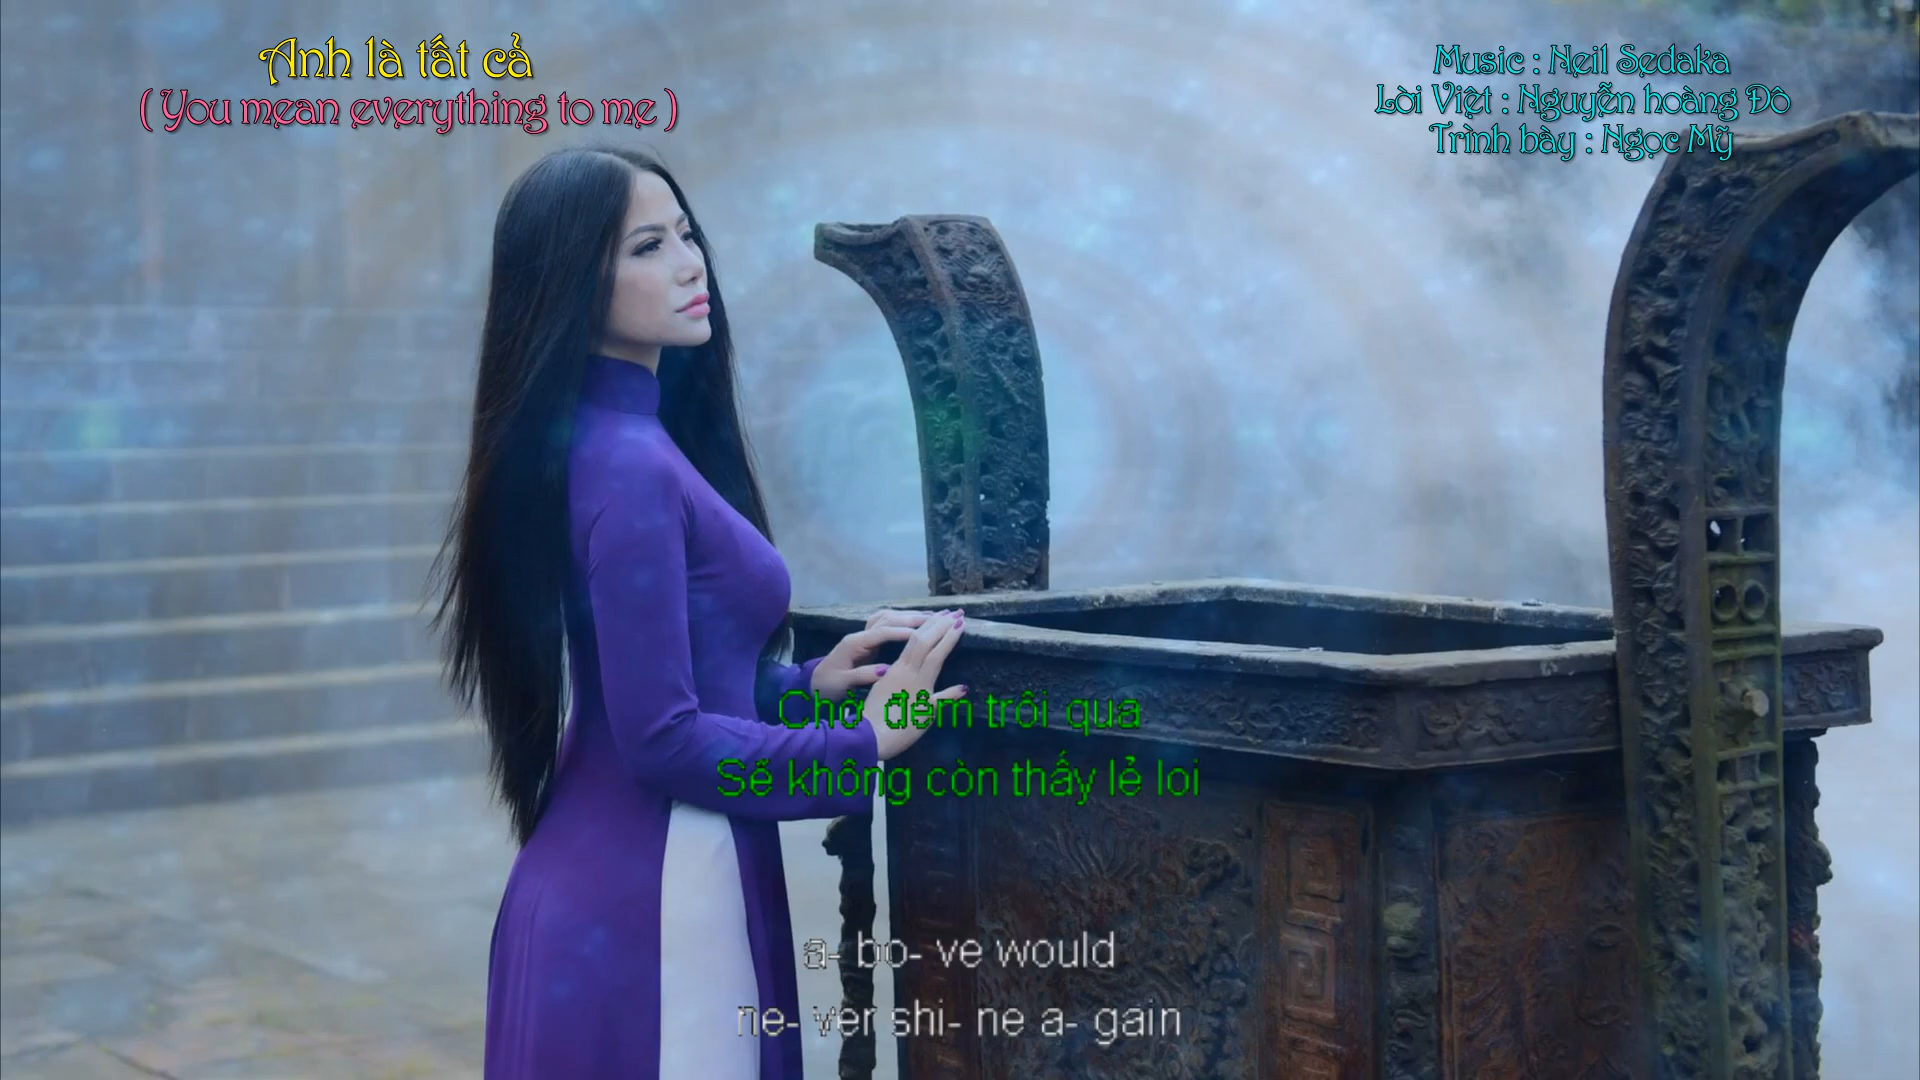 Anh là tất cả
( You mean everything to me )
Music : Neil Sedaka
Lời Việt : Nguyễn hoàng Đô
Trình bày : Ngọc Mỹ
Chờ đêm trôi qua
Sẽ không còn thấy lẻ loi
a- bo- ve would
ne- ver shi- ne a- gain